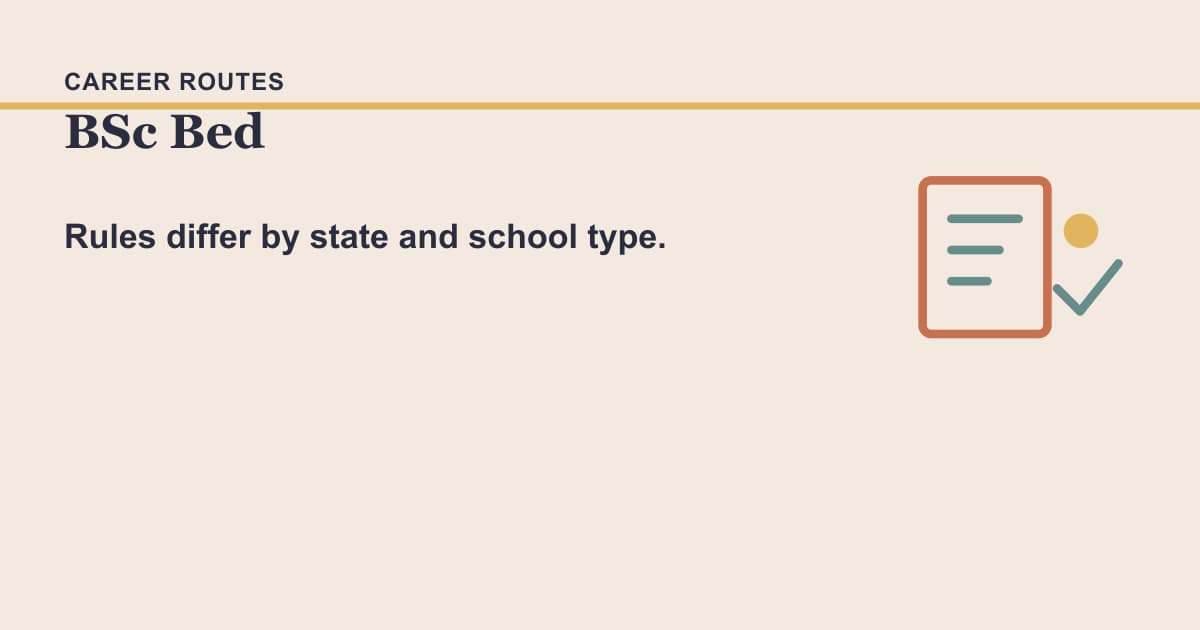 CAREER ROUTES
BSc Bed
Rules differ by state and school type.